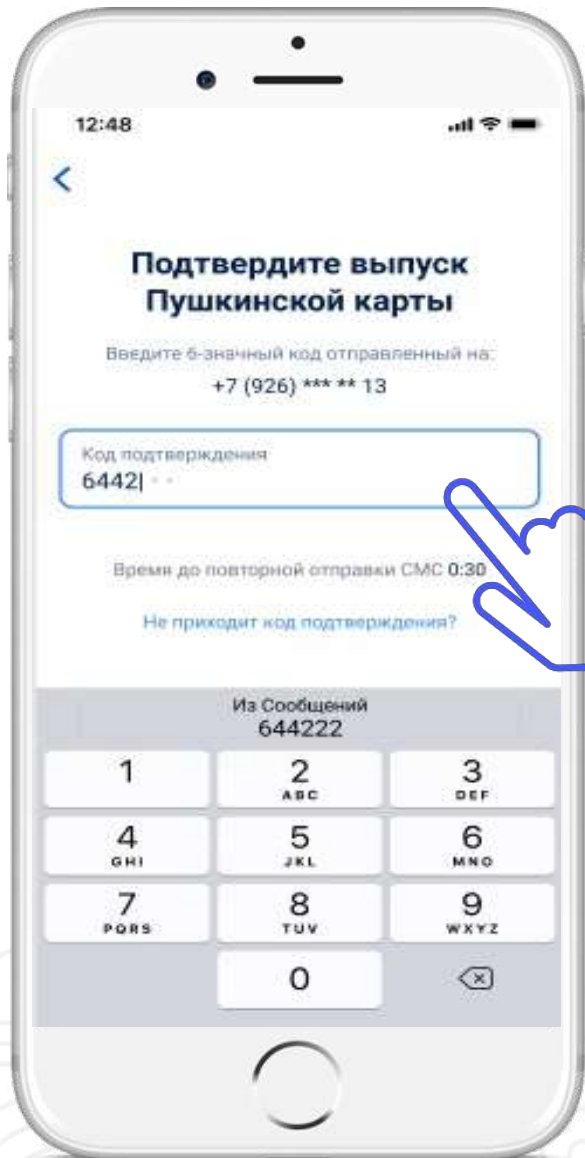 12:48
Подтвердите выпуск
Пушкинской карты
Введите 6-значный код отправленный на:
+7 (926) *** ** 13
Код подтверждения
6442
Время до повторной отправки СМС 0:30
Не приходит код подтверждения?
Из Сообщений
644222
1 2 3
ABC DEF
4 5 6
GHI JKL MNO
7 8 9
PQRS TUV WXYZ
0